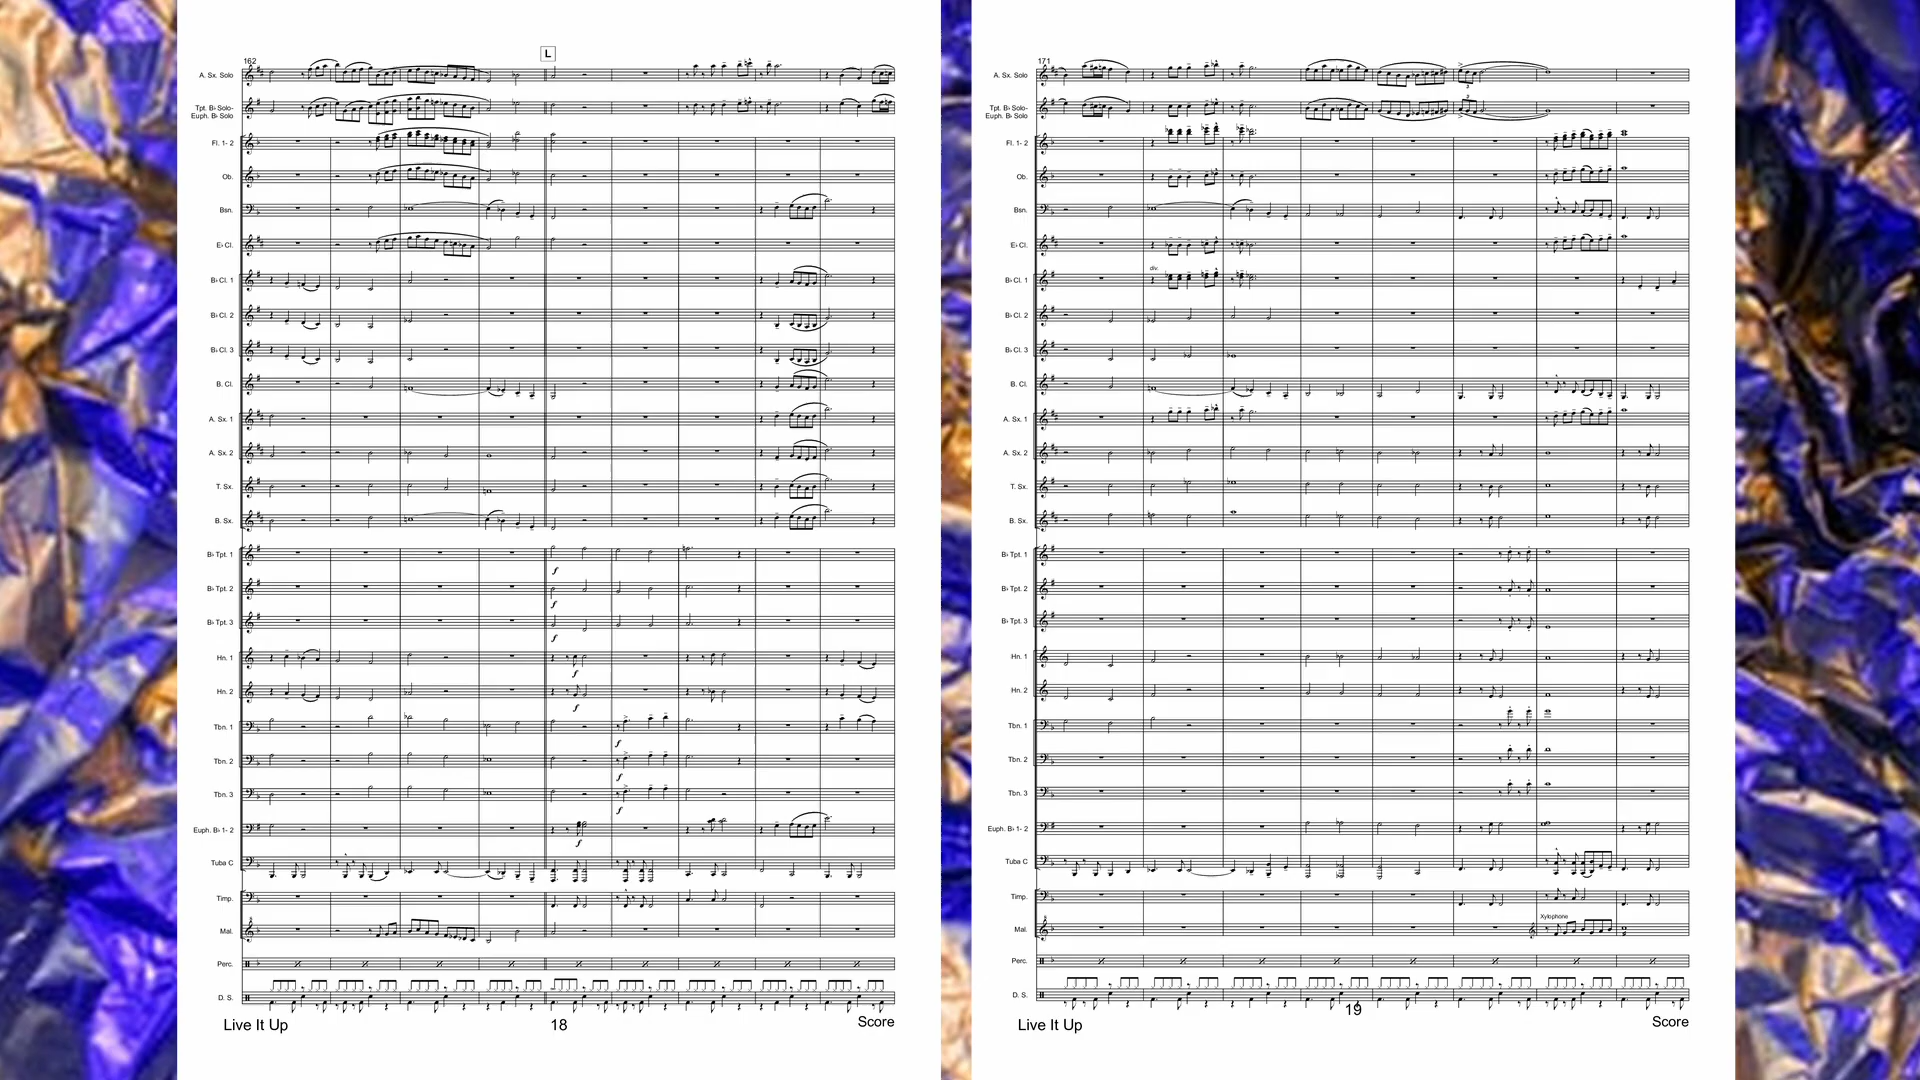 L
162
A. Sx. Solo
Tpt. B♭ Solo-
Euph. B♭ Solo
Fl. 1- 2
Ob.
Bsn.
E♭ Cl.
B♭ Cl. 1
B♭ Cl. 2
B♭ Cl. 3
B. Cl.
A. Sx. 1
A. Sx. 2
T. Sx.
B. Sx.
B♭ Tpt. 1
f
B♭ Tpt. 2
f
B♭ Tpt. 3
f
Hn. 1
f
Hn. 2
f
Tbn. 1
f
Tbn. 2
f
Tbn. 3
f
Euph. B♭ 1- 2
f
Tuba C
Timp.
Mal.
Perc.
D. S.
Live It Up 18 Score
171
A. Sx. Solo
3
Tpt. B♭ Solo-
Euph. B♭ Solo
3
Fl. 1- 2
Ob.
Bsn.
E♭ Cl.
div.
B♭ Cl. 1
B♭ Cl. 2
B♭ Cl. 3
B. Cl.
A. Sx. 1
A. Sx. 2
T. Sx.
B. Sx.
B♭ Tpt. 1
B♭ Tpt. 2
B♭ Tpt. 3
Hn. 1
Hn. 2
Tbn. 1
Tbn. 2
Tbn. 3
Euph. B♭ 1- 2
Tuba C
Timp.
Xylophone
Mal.
Perc.
D. S.
Live It Up 19 Score